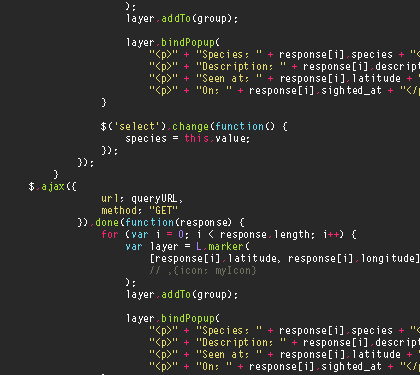 );
layer.addTo(group);
layer.bindPopup(
"<p>" + "Species: " + response[i].species + "<
"<p>" + "Description: " + response[i].descript
"<p>" + "Seen at: " + response[i].latitude + "
"<p>" + "On: " + response[i].sighted_at + "</p
}
$('select').change(function() {
species = this.value;
});
});
}
$.ajax({
url: queryURL,
method: "GET"
}).done(function(response) {
for (var i = 0; i < response.length; i++) {
var layer = L.marker(
[response[i].latitude, response[i].longitude]
// ,{icon: myIcon}
);
layer.addTo(group);
layer.bindPopup(
"<p>" + "Species: " + response[i].species + "<
"<p>" + "Description: " + response[i].descript
"<p>" + "Seen at: " + response[i].latitude + "
"<p>" + "On: " + response[i].sighted_at + "</p